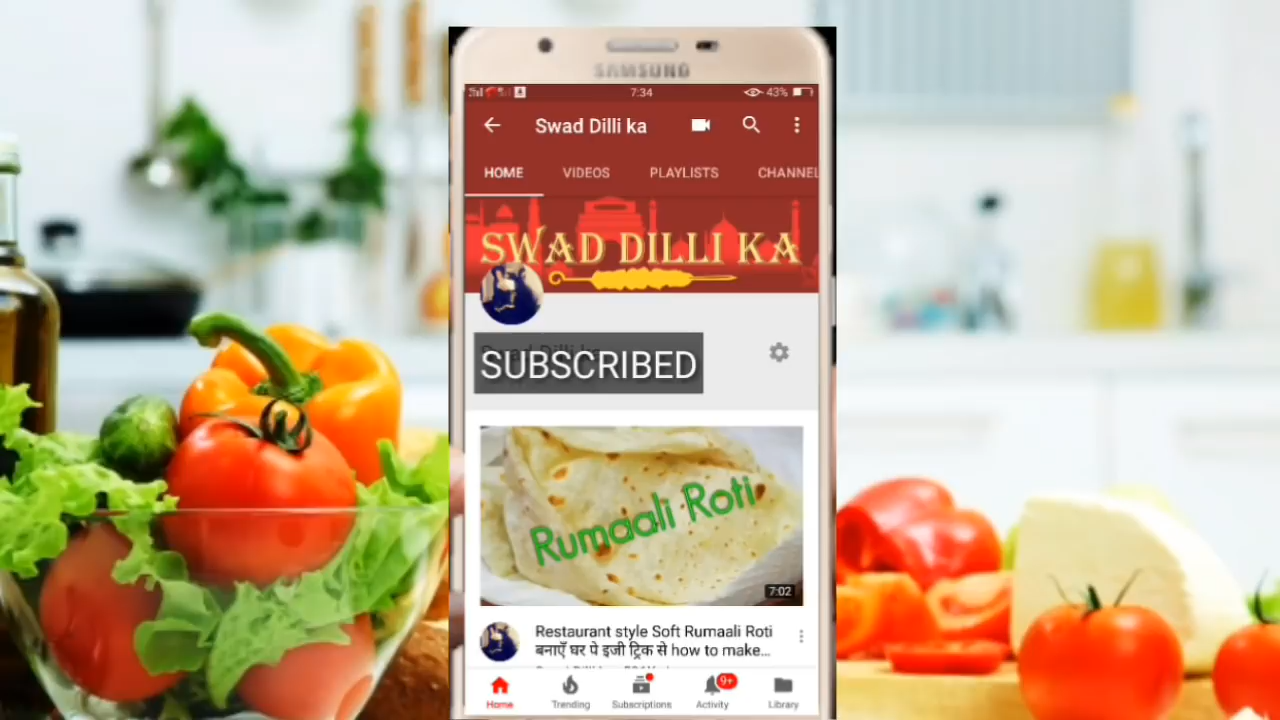 SAMSUNG
7:34
43%
Swad Dilli ka
HOME VIDEOS PLAYLISTS CHANNEL
SWAD DILLI KA
SUBSCRIBED
Rumaali Roti
7:02
Restaurant style Soft Rumaali Roti
बनाएँ घर पे इजी ट्रिक से how to make...
9+
Home Trending Subscriptions Activity Library